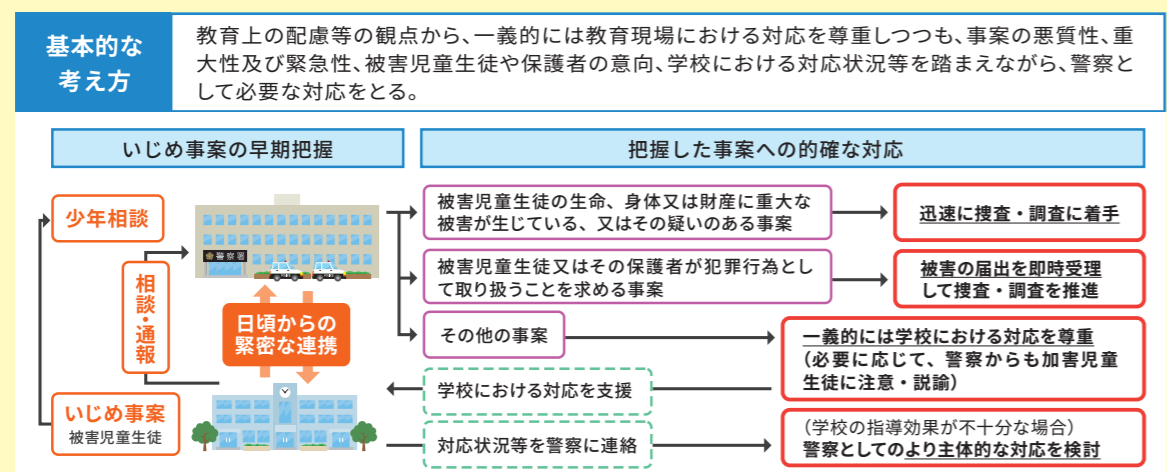 基本的な
考え方
教育上の配慮等の観点から、一義的には教育現場における対応を尊重しつつも、事案の悪質性、重
大性及び緊急性、被害児童生徒や保護者の意向、学校における対応状況等を踏まえながら、警察と
して必要な対応をとる。
いじめ事案の早期把握
把握した事案への的確な対応
少年相談
警察署
相談・通報
日頃からの
緊密な連携
いじめ事案
被害児童生徒
被害児童生徒の生命、身体又は財産に重大な
被害が生じている、又はその疑いのある事案
迅速に捜査・調査に着手
被害児童生徒又はその保護者が犯罪行為とし
て取り扱うことを求める事案
被害の届出を即時受理
して捜査・調査を推進
その他の事案
一義的には学校における対応を尊重
(必要に応じて、警察からも加害児童
生徒に注意・説諭)
学校における対応を支援
対応状況等を警察に連絡
(学校の指導効果が不十分な場合)
警察としてのより主体的な対応を検討